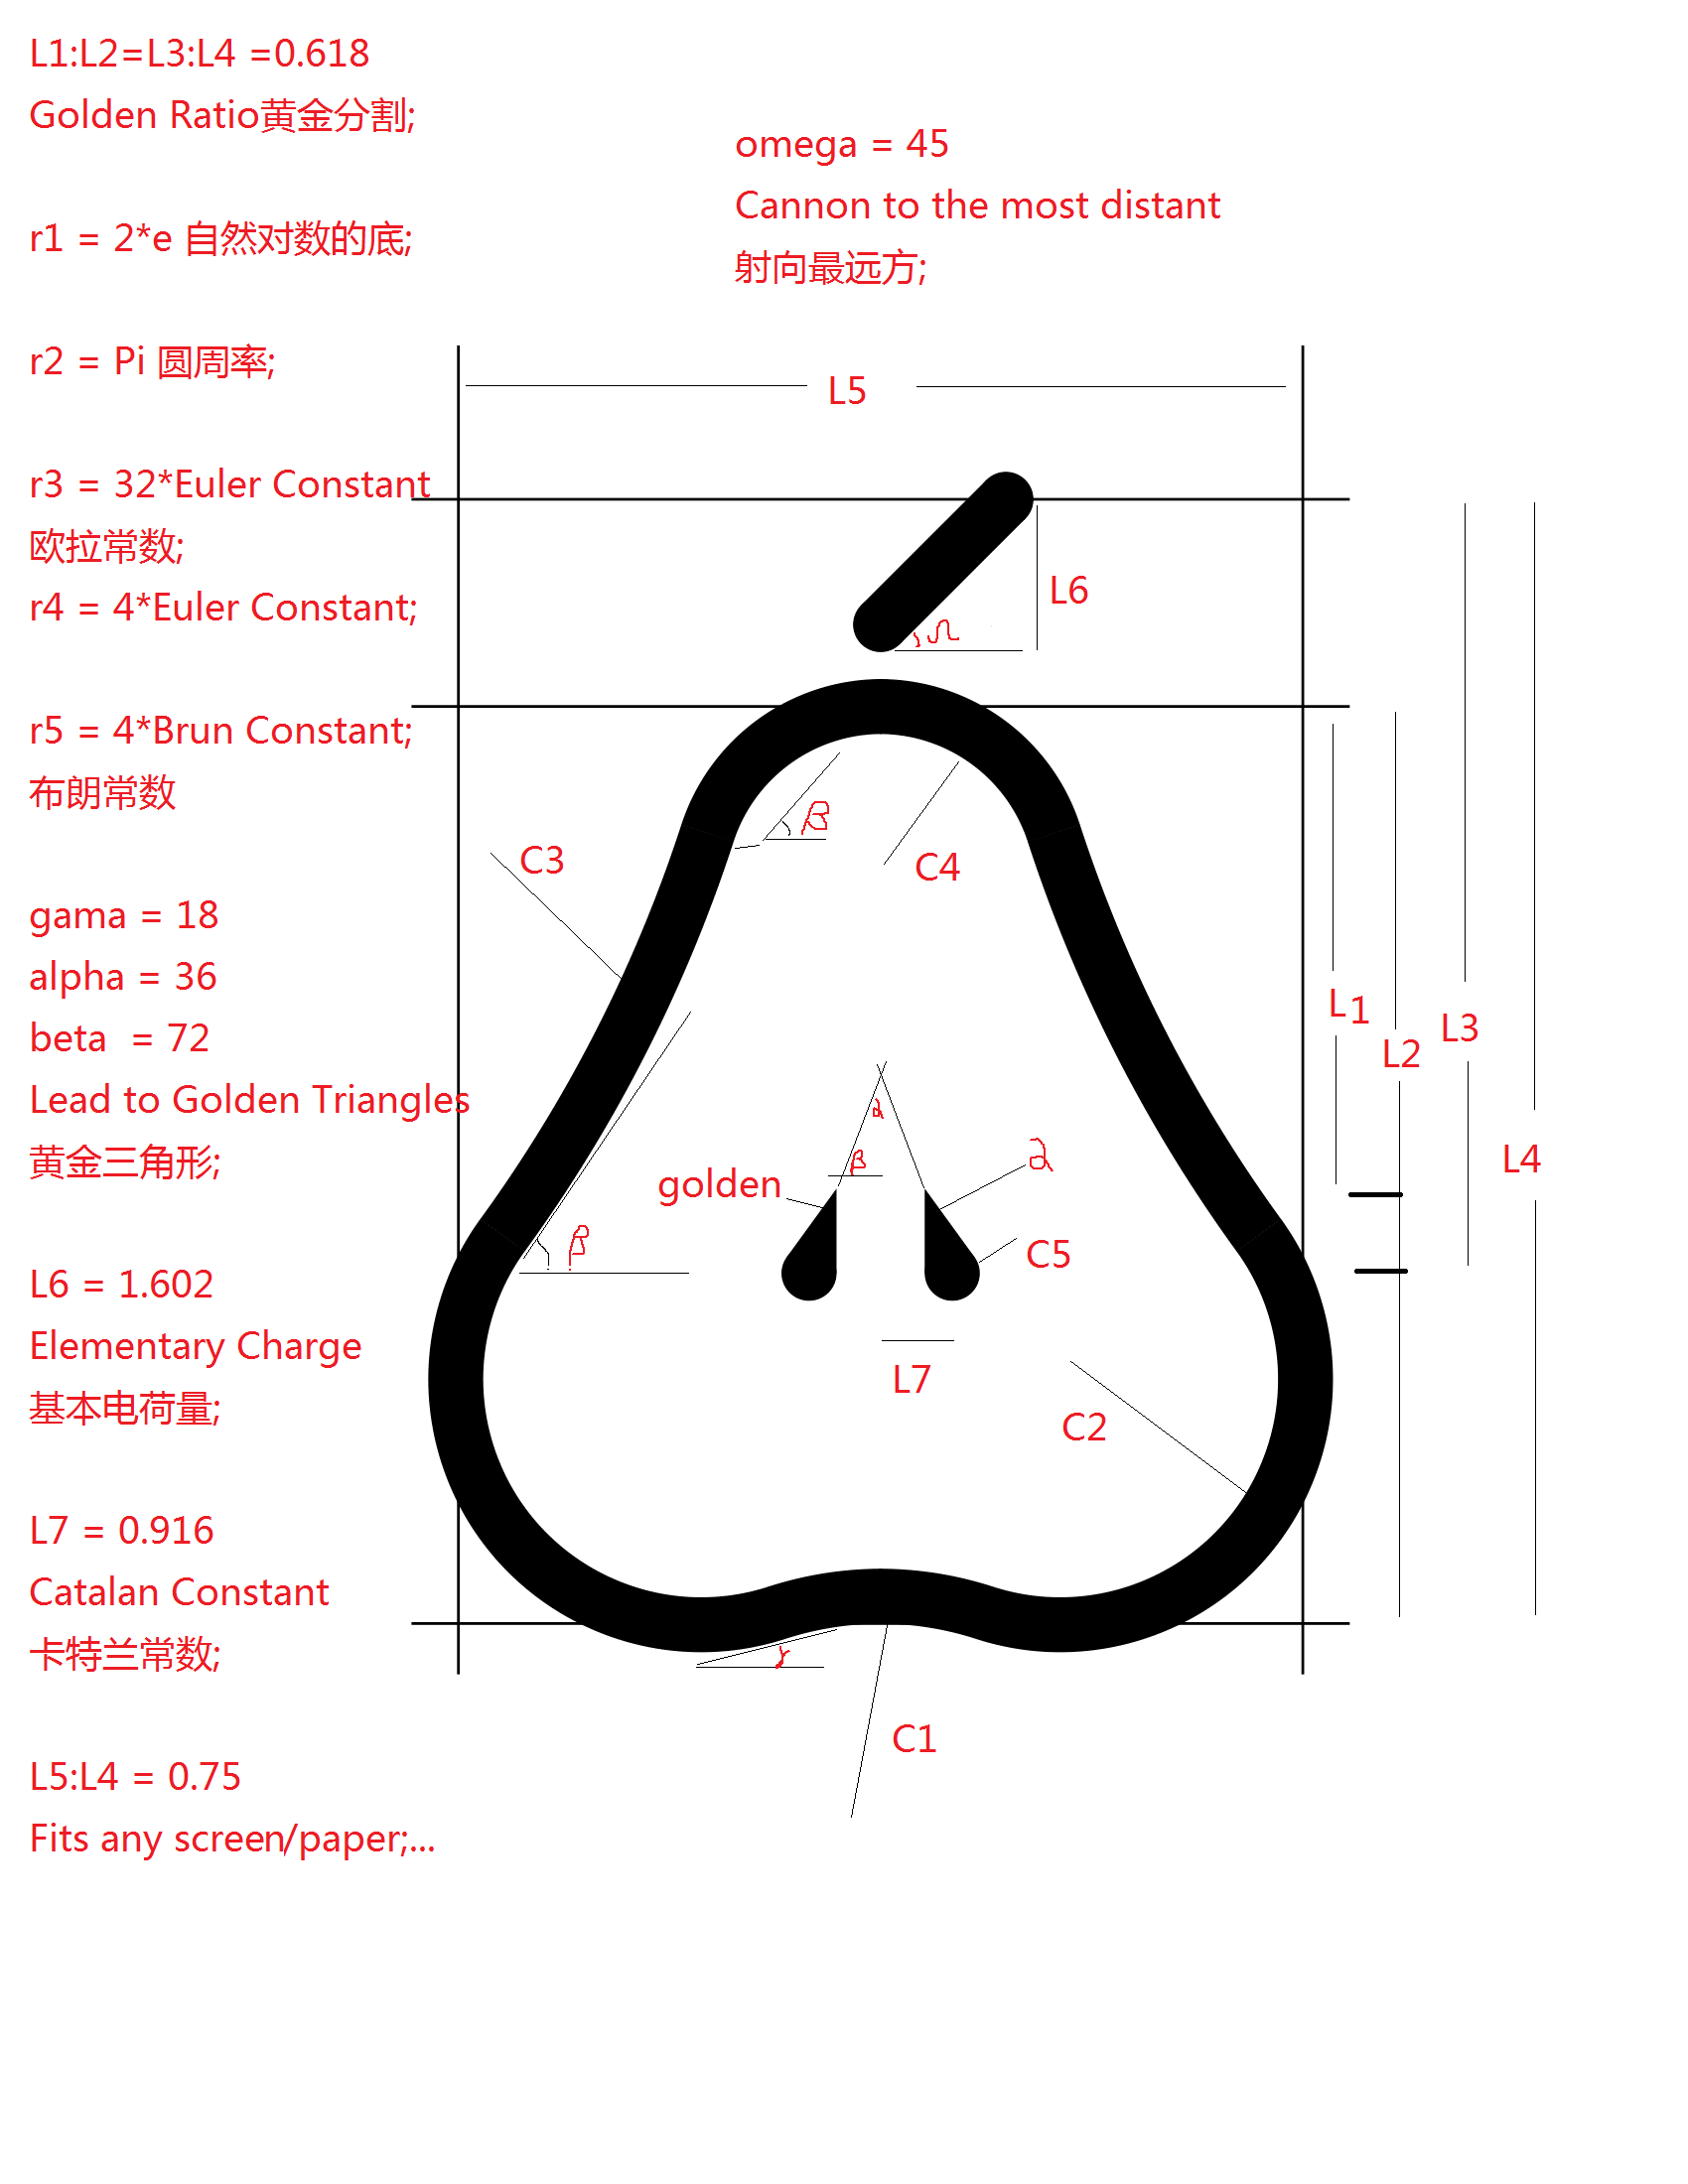 L1:L2=L3:L4 =0.618
Golden Ratio黄金分割;
omega = 45
Cannon to the most distant
射向最远方;
r1 = 2*e 自然对数的底;
r2 = Pi 圆周率;
r3 = 32*Euler Constant
欧拉常数;
r4 = 4*Euler Constant;
r5 = 4*Brun Constant;
布朗常数
gama = 18
alpha = 36
beta  = 72
Lead to Golden Triangles
黄金三角形;
L6 = 1.602
Elementary Charge
基本电荷量;
L7 = 0.916
Catalan Constant
卡特兰常数;
L5:L4 = 0.75
Fits any screen/paper;...
L5
L6
Ω
β
C3
C4
L1
L2
L3
L4
α
β
α
golden
β
C5
L7
C2
γ
C1